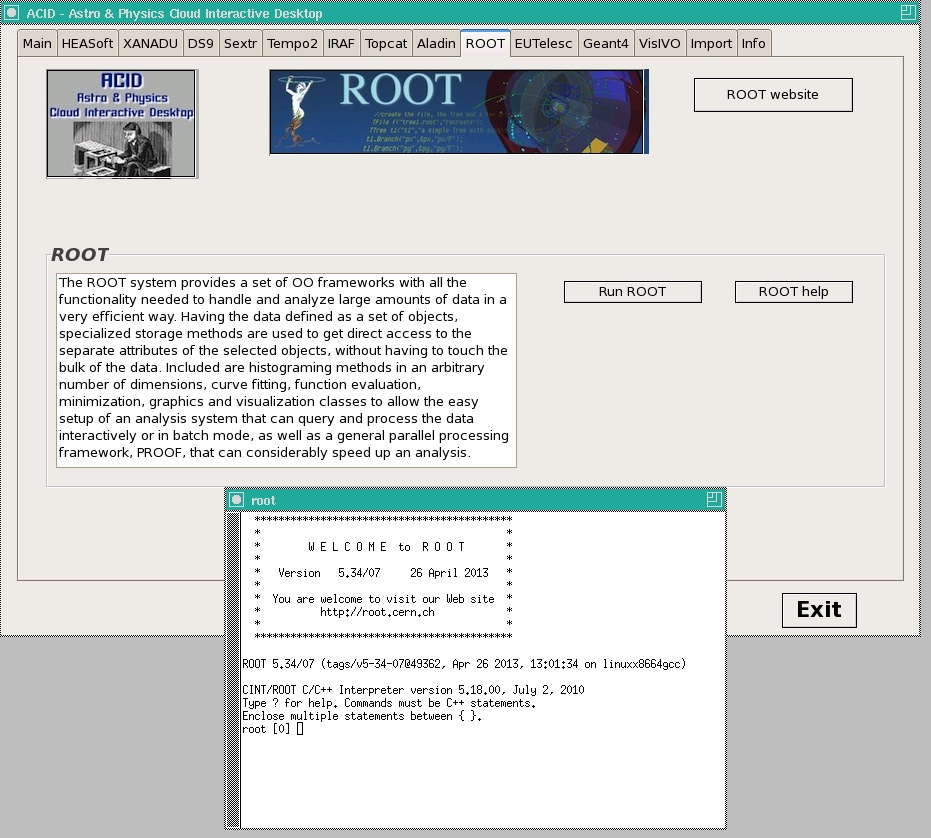 ACID - Astro & Physics Cloud Interactive Desktop
Main HEASoft XANADU DS9 Sextr Tempo2 IRAF Topcat Aladin ROOT EUTelesc Geant4 VisIVO Import Info
ACID
Astro & Physics
Cloud Interactive Desktop
ROOT
//create the file, the Tree and
TFile f("tree1.root","recreate");
TTree t1("t1","a simple Tree with
t1.Branch("px",&px,"px/F");
t1.Branch("py",&py,"py/F");
ROOT website
ROOT
The ROOT system provides a set of OO frameworks with all the
functionality needed to handle and analyze large amounts of data in a
very efficient way. Having the data defined as a set of objects,
specialized storage methods are used to get direct access to the
separate attributes of the selected objects, without having to touch the
bulk of the data. Included are histograming methods in an arbitrary
number of dimensions, curve fitting, function evaluation,
minimization, graphics and visualization classes to allow the easy
setup of an analysis system that can query and process the data
interactively or in batch mode, as well as a general parallel processing
framework, PROOF, that can considerably speed up an analysis.
Run ROOT
ROOT help
root
*******************************************
* *
* W E L C O M E to R O O T *
* *
* Version 5.34/07 26 April 2013 *
* *
* You are welcome to visit our Web site *
* http://root.cern.ch *
* *
*******************************************
ROOT 5.34/07 (tags/v5-34-07@49362, Apr 26 2013, 13:01:34 on linuxx8664gcc)
CINT/ROOT C/C++ Interpreter version 5.18.00, July 2, 2010
Type ? for help. Commands must be C++ statements.
Enclose multiple statements between { }.
root [0]
Exit